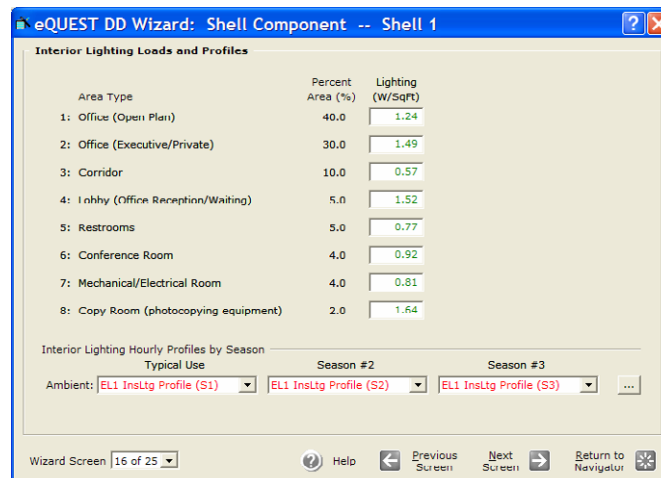 eQUEST DD Wizard: Shell Component -- Shell 1
Interior Lighting Loads and Profiles
Percent Lighting
Area Type Area (%) (W/SqFt)
1: Office (Open Plan) 40.0 1.24
2: Office (Executive/Private) 30.0 1.49
3: Corridor 10.0 0.57
4: Lobby (Office Reception/Waiting) 5.0 1.52
5: Restrooms 5.0 0.77
6: Conference Room 4.0 0.92
7: Mechanical/Electrical Room 4.0 0.81
8: Copy Room (photocopying equipment) 2.0 1.64
Interior Lighting Hourly Profiles by Season
Typical Use Season #2 Season #3
Ambient: EL1 InsLtg Profile (S1) EL1 InsLtg Profile (S2) EL1 InsLtg Profile (S3) ...
Wizard Screen 16 of 25 ? Help Previous Screen Next Screen Return to Navigator